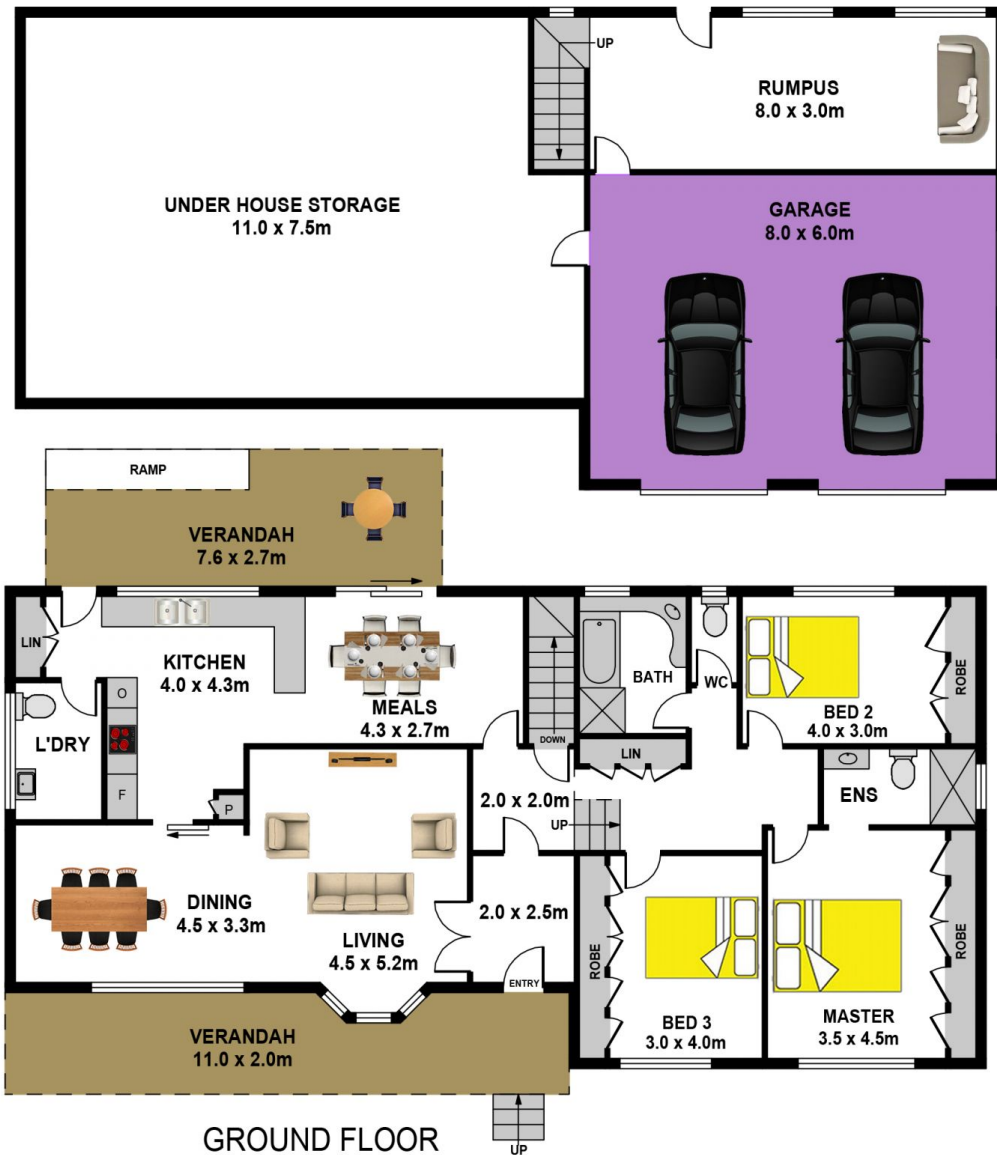 UP
RUMPUS
8.0 x 3.0m
UNDER HOUSE STORAGE
11.0 x 7.5m
GARAGE
8.0 x 6.0m
RAMP
VERANDAH
7.6 x 2.7m
LIN
KITCHEN
4.0 x 4.3m
O
F
P
L'DRY
MEALS
4.3 x 2.7m
DOWN
BATH
WC
LIN
BED 2
4.0 x 3.0m
ROBE
ENS
2.0 x 2.0m
UP
DINING
4.5 x 3.3m
LIVING
4.5 x 5.2m
2.0 x 2.5m
ENTRY
ROBE
BED 3
3.0 x 4.0m
MASTER
3.5 x 4.5m
ROBE
VERANDAH
11.0 x 2.0m
GROUND FLOOR
UP